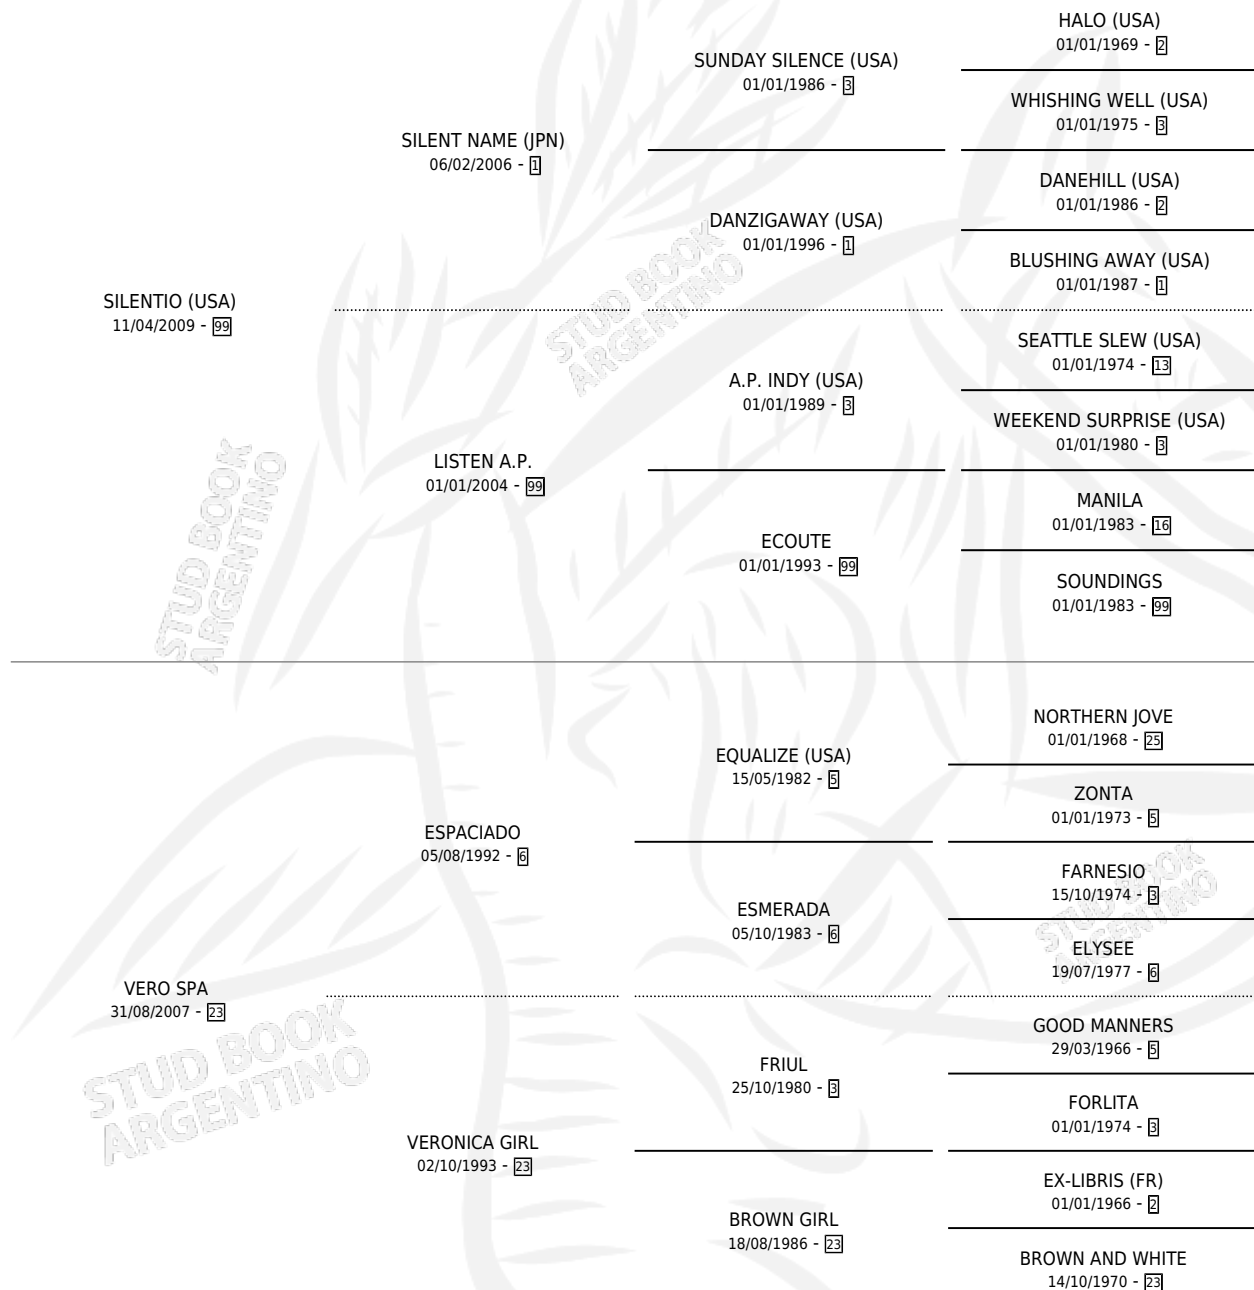 HALO (USA)
01/01/1969 - 2
SUNDAY SILENCE (USA)
01/01/1986 - 3
WHISHING WELL (USA)
01/01/1975 - 3
SILENT NAME (JPN)
06/02/2006 - 1
DANEHILL (USA)
01/01/1986 - 2
DANZIGAWAY (USA)
01/01/1996 - 1
BLUSHING AWAY (USA)
01/01/1987 - 1
SILENTIO (USA)
11/04/2009 - 99
SEATTLE SLEW (USA)
01/01/1974 - 13
A.P. INDY (USA)
01/01/1989 - 3
WEEKEND SURPRISE (USA)
01/01/1980 - 3
LISTEN A.P.
01/01/2004 - 99
MANILA
01/01/1983 - 16
ECOUTE
01/01/1993 - 99
SOUNDINGS
01/01/1983 - 99
NORTHERN JOVE
01/01/1968 - 25
EQUALIZE (USA)
15/05/1982 - 5
ZONTA
01/01/1973 - 5
ESPACIADO
05/08/1992 - 6
FARNESIO
15/10/1974 - 3
ESMERADA
05/10/1983 - 6
ELYSEE
19/07/1977 - 6
VERO SPA
31/08/2007 - 23
GOOD MANNERS
29/03/1966 - 5
FRIUL
25/10/1980 - 3
FORLITA
01/01/1974 - 3
VERONICA GIRL
02/10/1993 - 23
EX-LIBRIS (FR)
01/01/1966 - 2
BROWN GIRL
18/08/1986 - 23
BROWN AND WHITE
14/10/1970 - 23
STUD BOOK
ARGENTINO
STUD BOOK
ARGENTINO
STUD BOOK
ARGENTINO
STUD BOOK
ARGENTINO